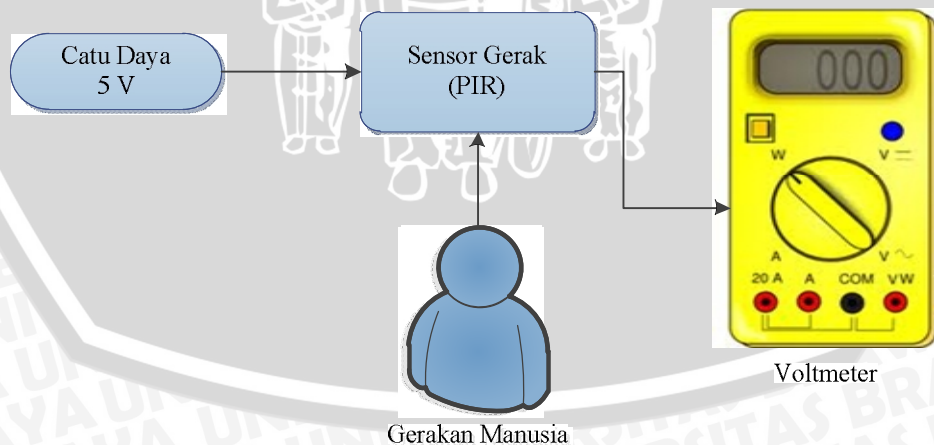 Catu Daya
5 V
Sensor Gerak
(PIR)
000
W
V
A
V
20 A A COM VW
Voltmeter
Gerakan Manusia